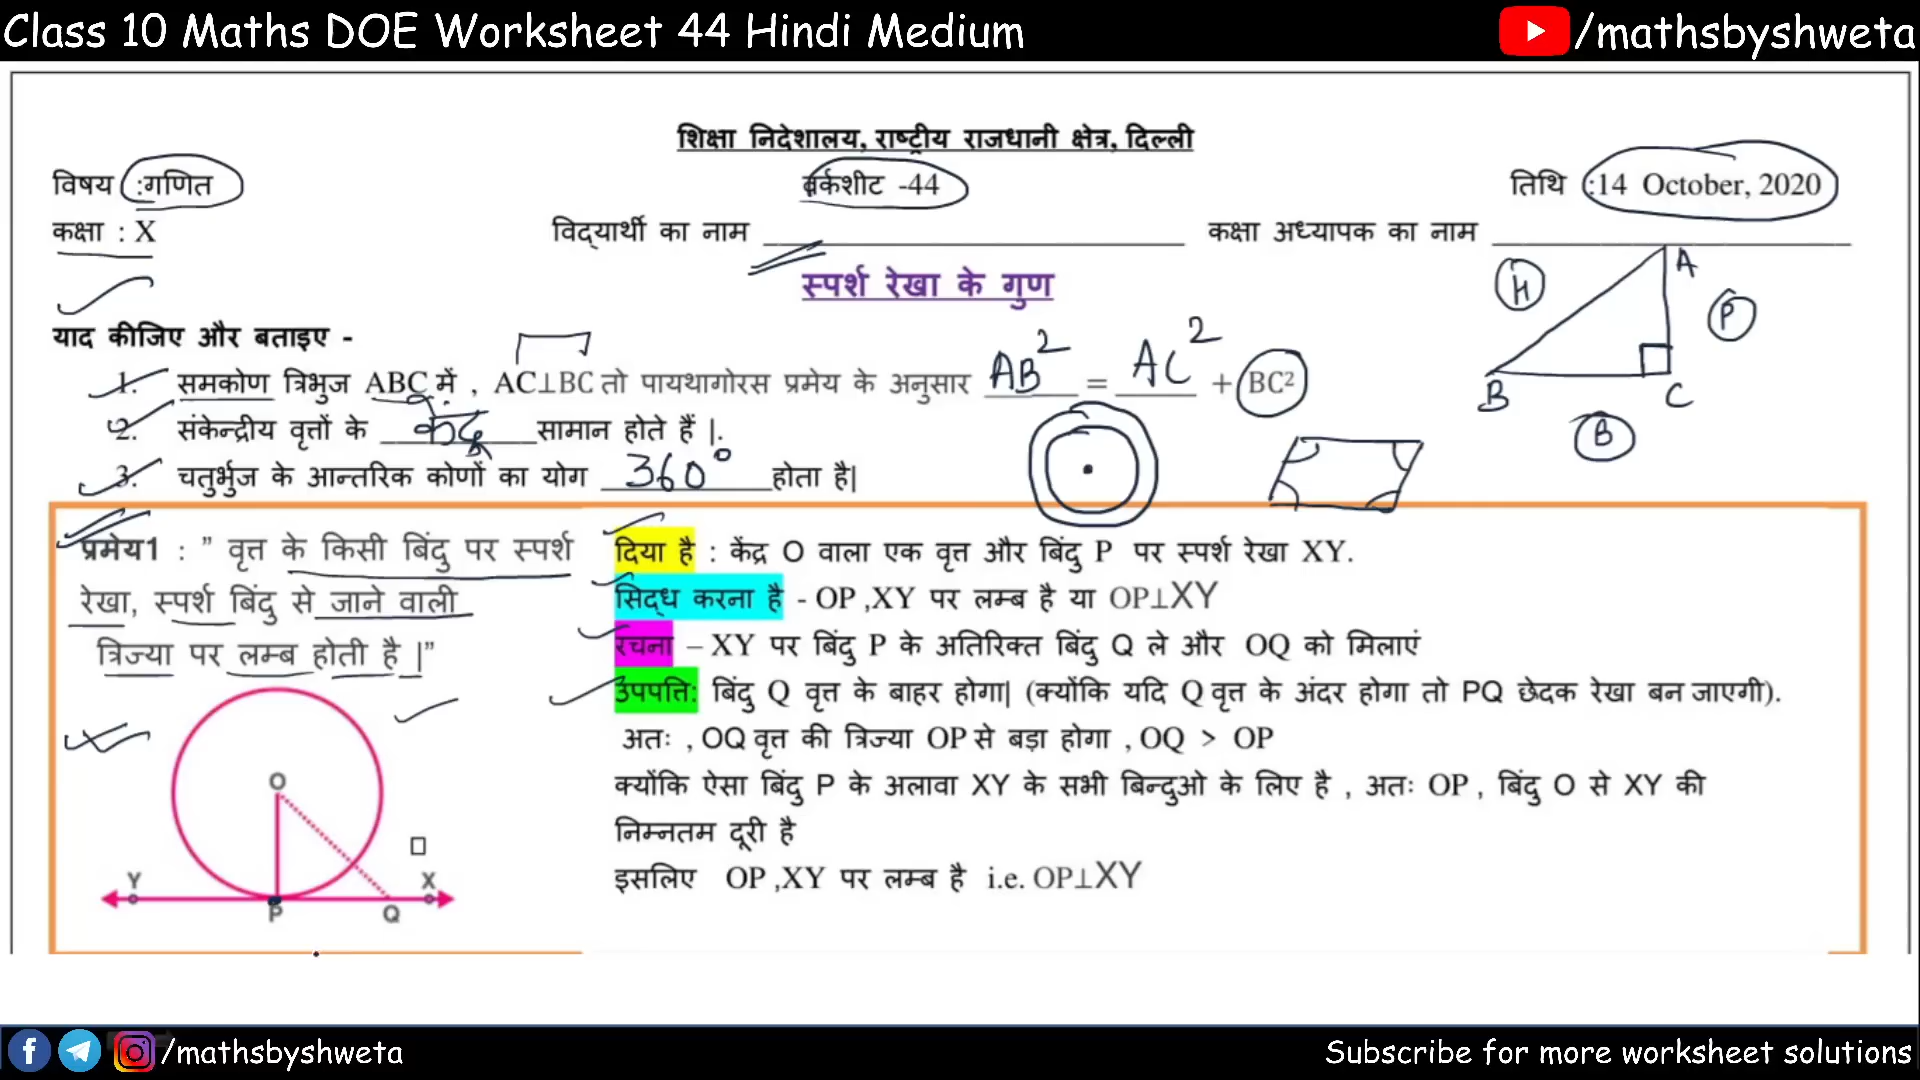 Class 10 Maths DOE Worksheet 44 Hindi Medium
/mathsbyshweta
शिक्षा निदेशालय, राष्ट्रीय राजधानी क्षेत्र, दिल्ली
विषय :गणित वर्कशीट -44 तिथि :14 October, 2020
कक्षा : X विद्यार्थी का नाम ____ कक्षा अध्यापक का नाम ____
स्पर्श रेखा के गुण
याद कीजिए और बताइए -
1. समकोण त्रिभुज ABC में , AC⊥BC तो पायथागोरस प्रमेय के अनुसार AB² = AC² + BC²
2. संकेन्द्रीय वृत्तों के केंद्र सामान होते हैं |.
3. चतुर्भुज के आन्तरिक कोणों का योग 360° होता है|
H
A
P
B
C
B
प्रमेय1 : ” वृत्त के किसी बिंदु पर स्पर्श
रेखा, स्पर्श बिंदु से जाने वाली
त्रिज्या पर लम्ब होती है |”
O
Y
X
P
Q
दिया है : केंद्र O वाला एक वृत्त और बिंदु P पर स्पर्श रेखा XY.
सिद्ध करना है - OP ,XY पर लम्ब है या OP⊥XY
रचना – XY पर बिंदु P के अतिरिक्त बिंदु Q ले और OQ को मिलाएं
उपपत्ति: बिंदु Q वृत्त के बाहर होगा| (क्योंकि यदि Q वृत्त के अंदर होगा तो PQ छेदक रेखा बन जाएगी).
अतः , OQ वृत्त की त्रिज्या OP से बड़ा होगा , OQ > OP
क्योंकि ऐसा बिंदु P के अलावा XY के सभी बिन्दुओ के लिए है , अतः OP , बिंदु O से XY की
निम्नतम दूरी है
इसलिए OP ,XY पर लम्ब है i.e. OP⊥XY
/mathsbyshweta
Subscribe for more worksheet solutions